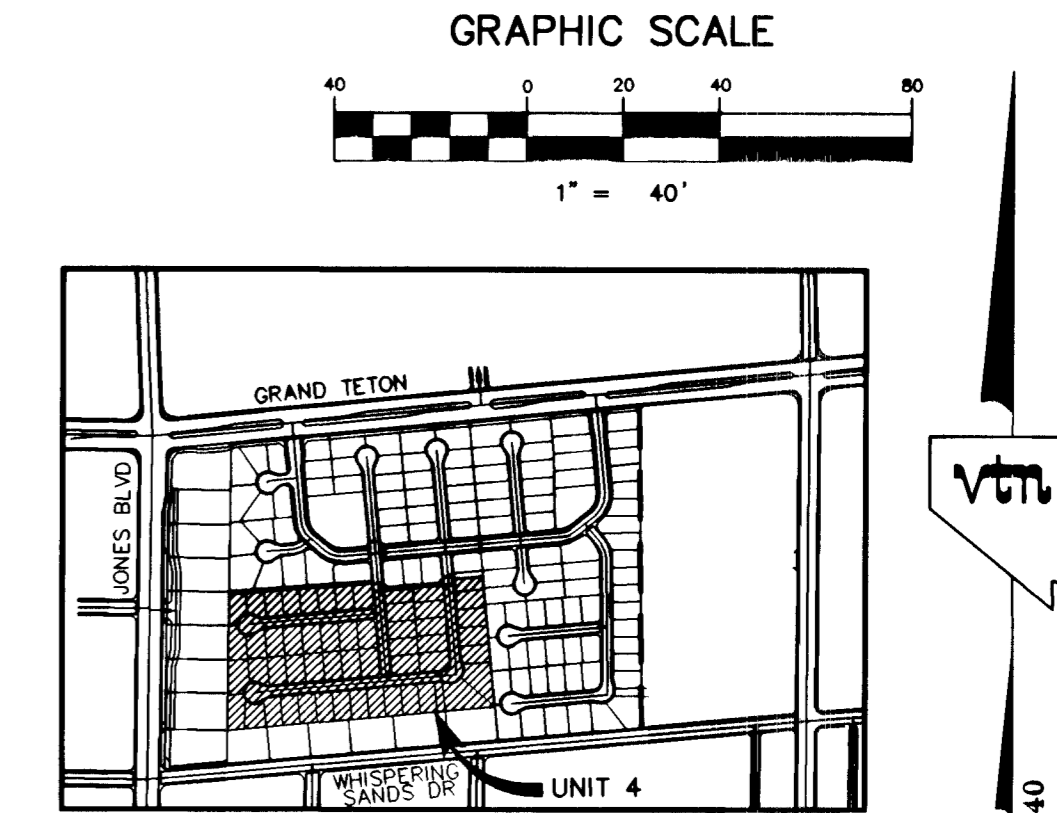 GRAPHIC SCALE
40 0 20 40 80
1" = 40'
GRAND TETON
JONES BLVD
vtn
WHISPERING
SANDS DR
UNIT 4
40